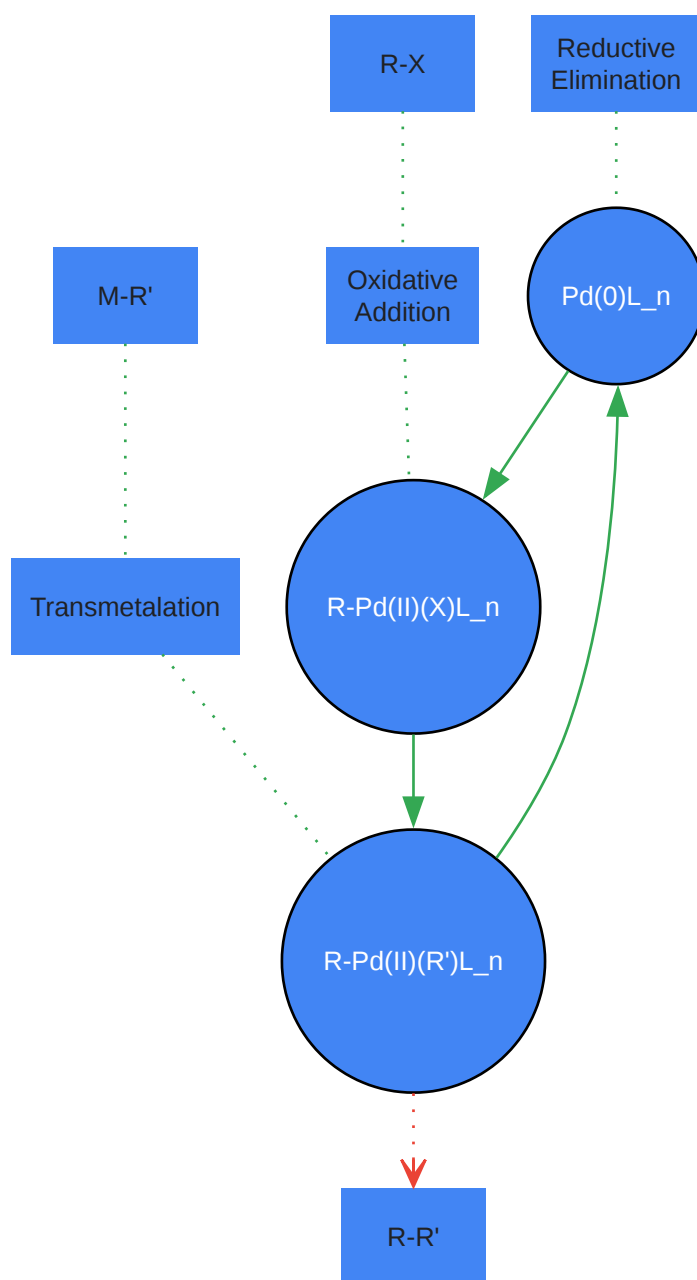 R-X
Reductive
Elimination
M-R'
Oxidative
Addition
Pd(0)L_n
Transmetalation
R-Pd(II)(X)L_n
R-Pd(II)(R')L_n
R-R'